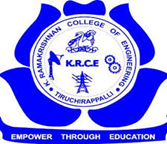 K. RAMAKRISHNAN COLLEGE OF ENGINEERING
K.R.C.E
TIRUCHIRAPPALLI
EMPOWER THROUGH EDUCATION